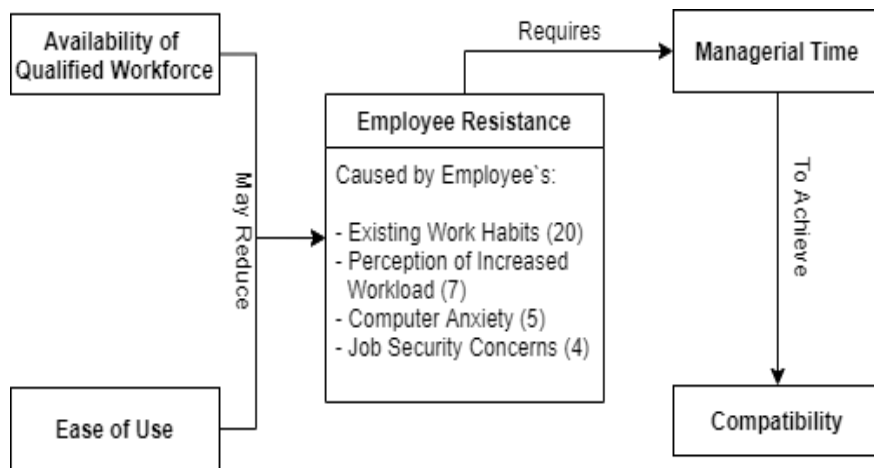 Availability of
Qualified Workforce
May Reduce
Ease of Use
Employee Resistance
Caused by Employee`s:
- Existing Work Habits (20)
- Perception of Increased
Workload (7)
- Computer Anxiety (5)
- Job Security Concerns (4)
Requires
Managerial Time
To Achieve
Compatibility